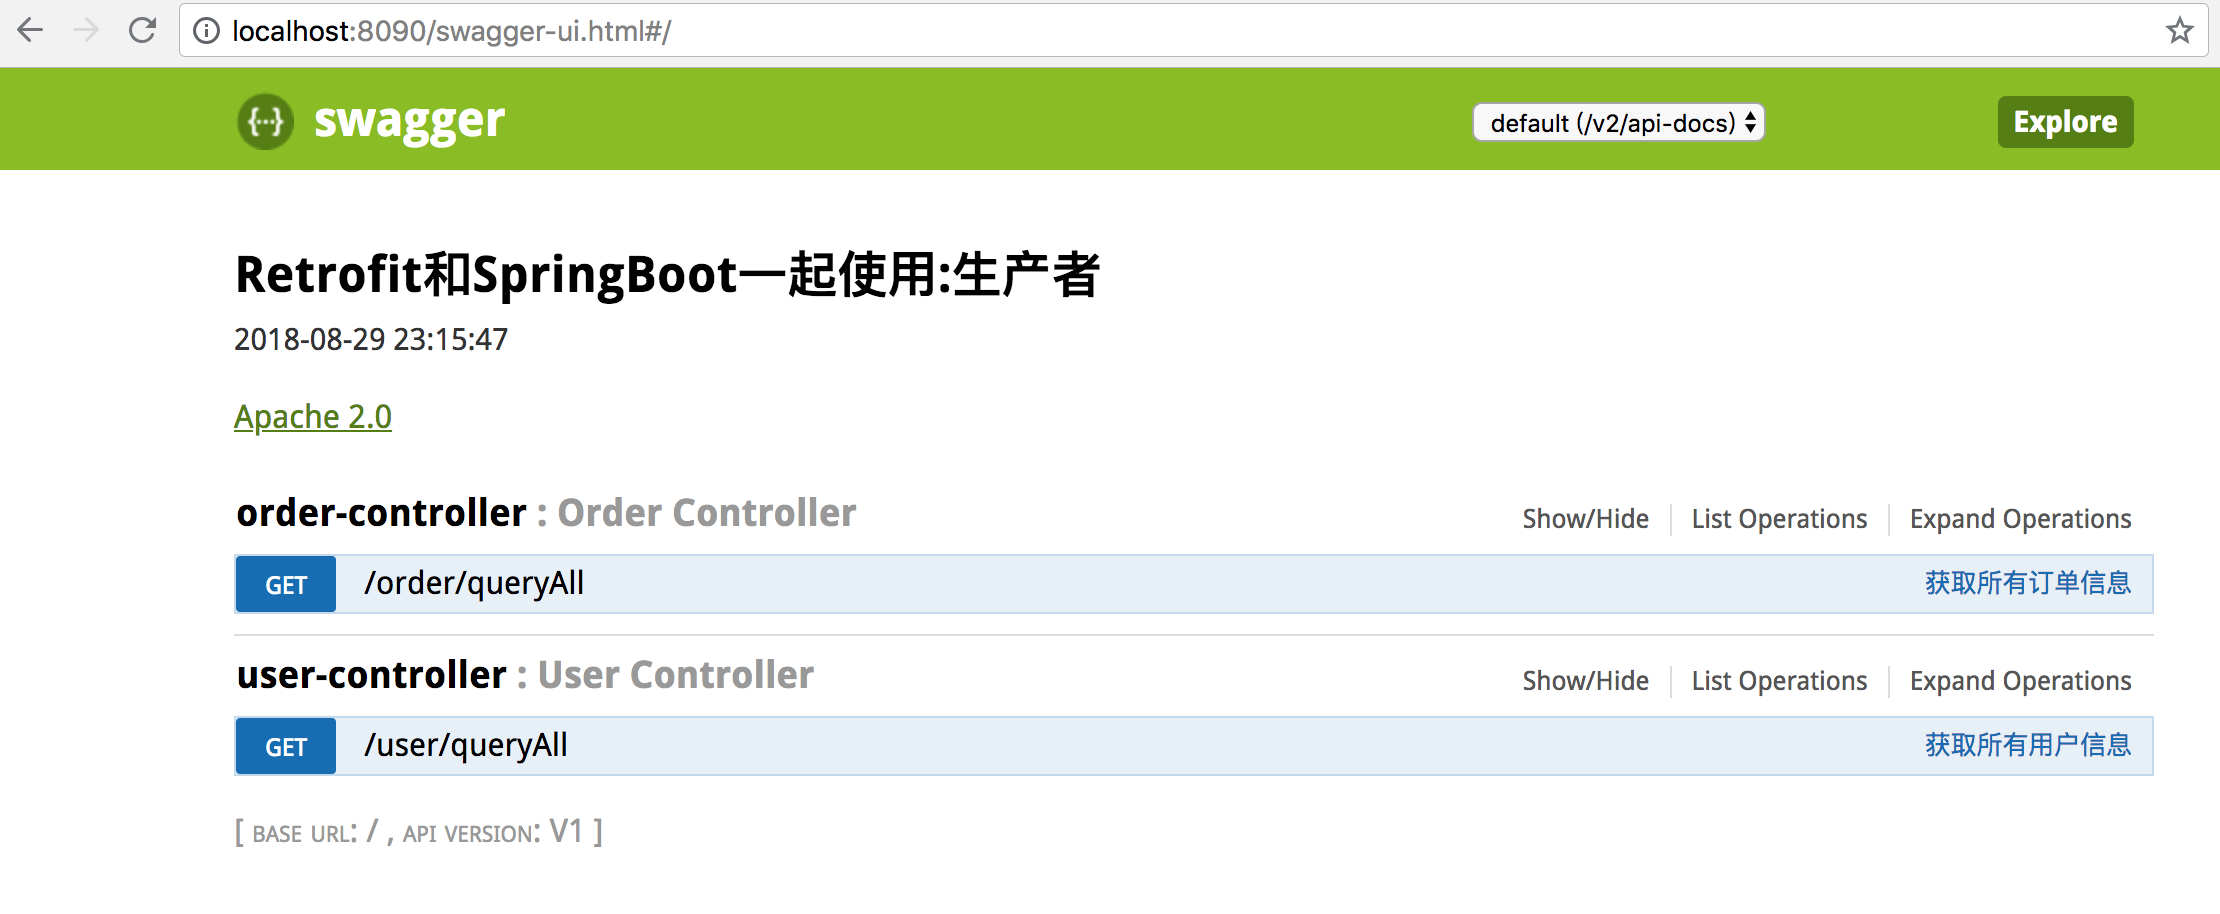 localhost:8090/swagger-ui.html#/
{···} swagger default (/v2/api-docs) Explore
Retrofit和SpringBoot一起使用:生产者
2018-08-29 23:15:47
Apache 2.0
order-controller : Order Controller Show/Hide List Operations Expand Operations
GET /order/queryAll 获取所有订单信息
user-controller : User Controller Show/Hide List Operations Expand Operations
GET /user/queryAll 获取所有用户信息
[ BASE URL: / , API VERSION: V1 ]